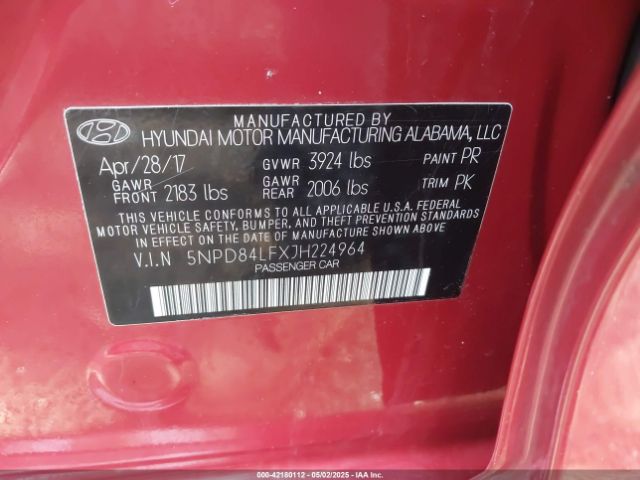 MANUFACTURED BY
HYUNDAI MOTOR MANUFACTURING ALABAMA, LLC
Apr/28/17 GVWR 3924 lbs PAINT PR
GAWR FRONT 2183 lbs GAWR REAR 2006 lbs TRIM PK
THIS VEHICLE CONFORMS TO ALL APPLICABLE U.S.A. FEDERAL
MOTOR VEHICLE SAFETY, BUMPER, AND THEFT PREVENTION
STANDARDS IN EFFECT ON THE DATE OF MANUFACTURE SHOWN ABOVE.
V.I.N 5NPD84LFXJH224964
PASSENGER CAR
000-42180112 - 05/02/2025 - IAAI.COM